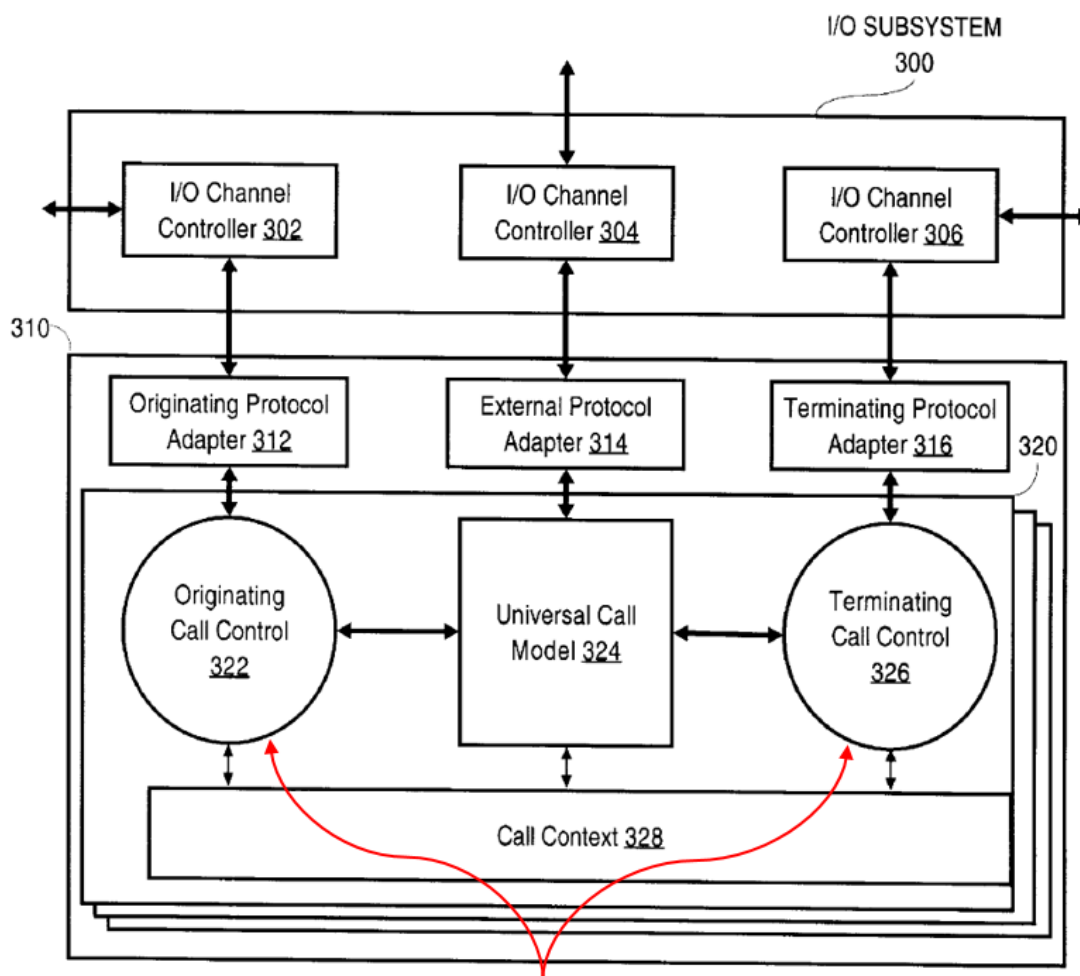 I/O SUBSYSTEM
300
I/O Channel
Controller 302
I/O Channel
Controller 304
I/O Channel
Controller 306
310
Originating Protocol
Adapter 312
External Protocol
Adapter 314
Terminating Protocol
Adapter 316
320
Originating
Call Control
322
Universal Call
Model 324
Terminating
Call Control
326
Call Context 328